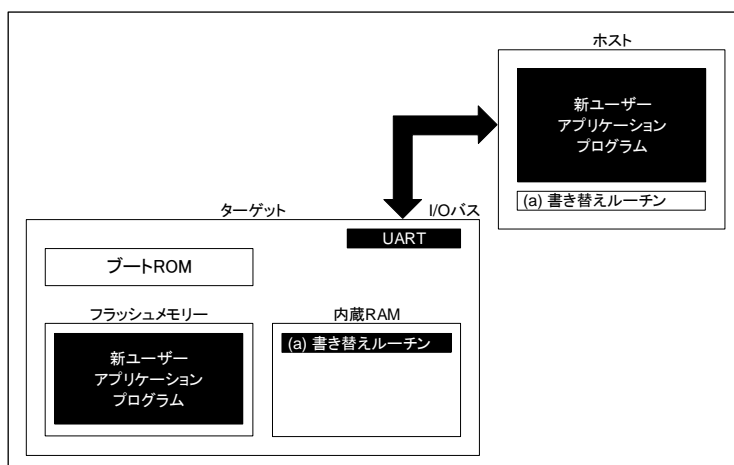 ホスト
新ユーザー
アプリケーション
プログラム
(a) 書き替えルーチン
ターゲット
I/Oバス
UART
ブートROM
フラッシュメモリー
内蔵RAM
新ユーザー
アプリケーション
プログラム
(a) 書き替えルーチン